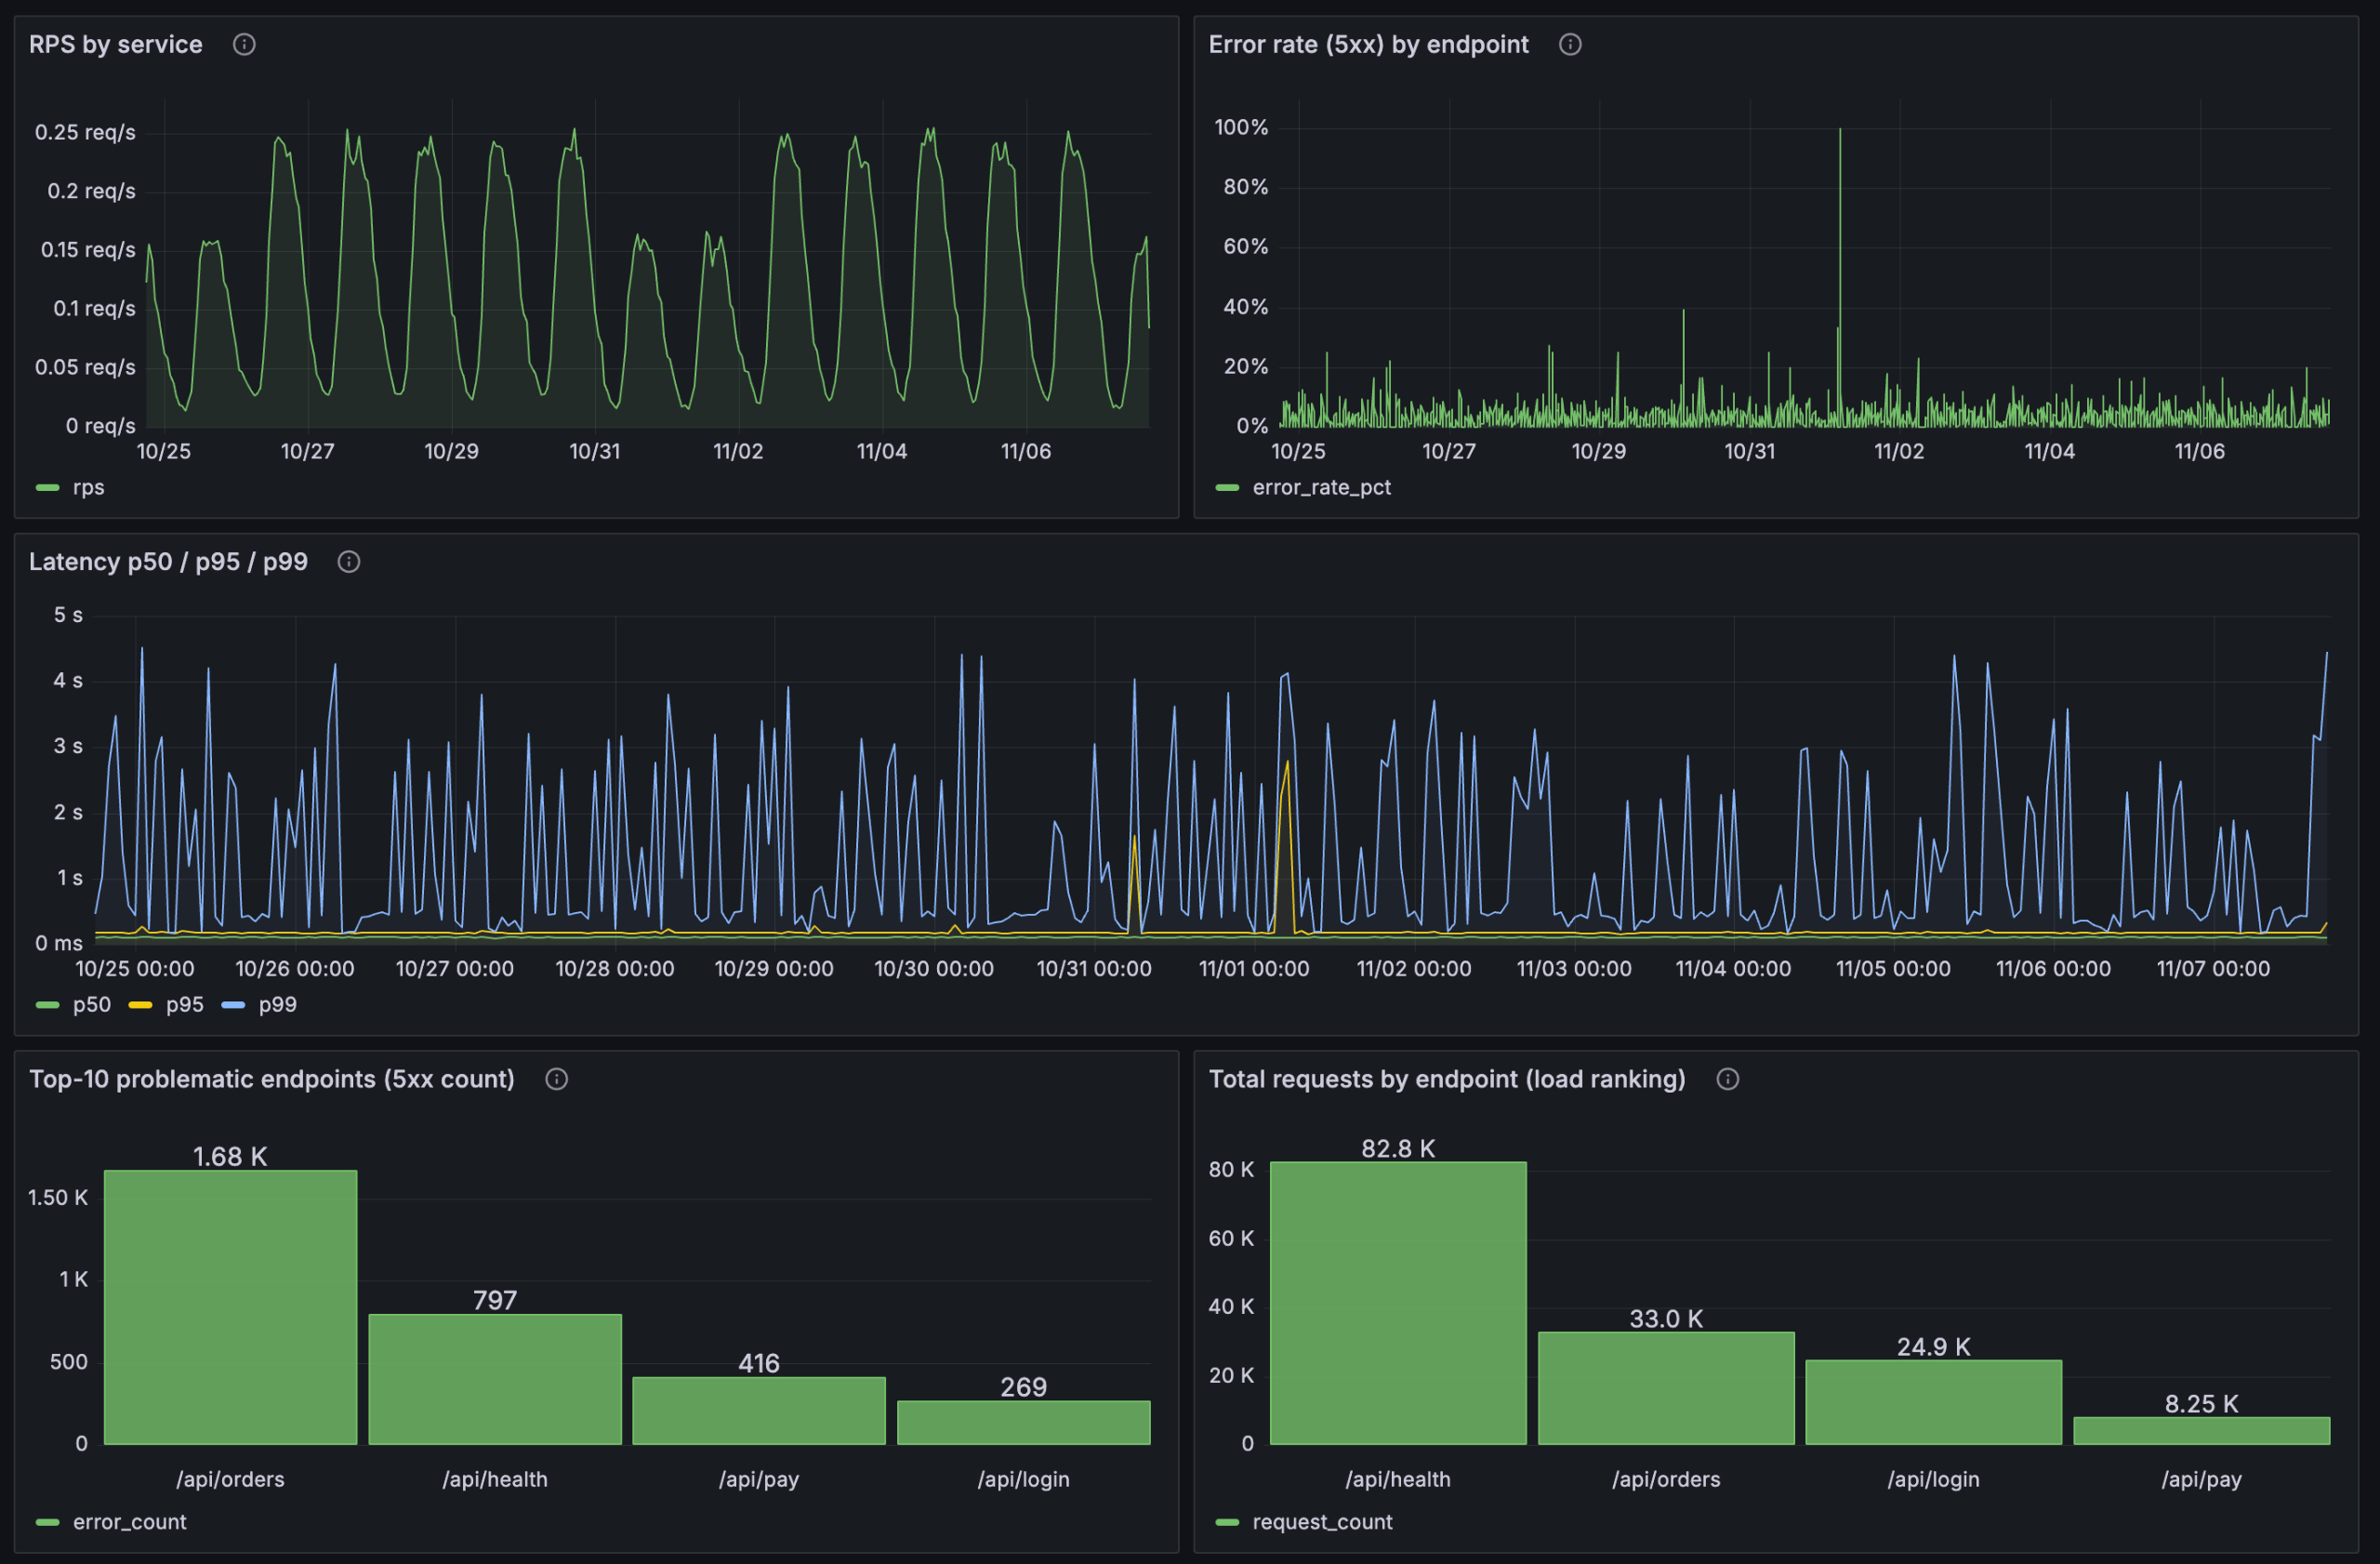 RPS by service
0.25 req/s
0.2 req/s
0.15 req/s
0.1 req/s
0.05 req/s
0 req/s
10/25 10/27 10/29 10/31 11/02 11/04 11/06
rps
Error rate (5xx) by endpoint
100%
80%
60%
40%
20%
0%
10/25 10/27 10/29 10/31 11/02 11/04 11/06
error_rate_pct
Latency p50 / p95 / p99
5 s
4 s
3 s
2 s
1 s
0 ms
10/25 00:00 10/26 00:00 10/27 00:00 10/28 00:00 10/29 00:00 10/30 00:00 10/31 00:00 11/01 00:00 11/02 00:00 11/03 00:00 11/04 00:00 11/05 00:00 11/06 00:00 11/07 00:00
p50 p95 p99
Top-10 problematic endpoints (5xx count)
1.50 K
1 K
500
0
1.68 K
797
416
269
/api/orders /api/health /api/pay /api/login
error_count
Total requests by endpoint (load ranking)
80 K
60 K
40 K
20 K
0
82.8 K
33.0 K
24.9 K
8.25 K
/api/health /api/orders /api/login /api/pay
request_count